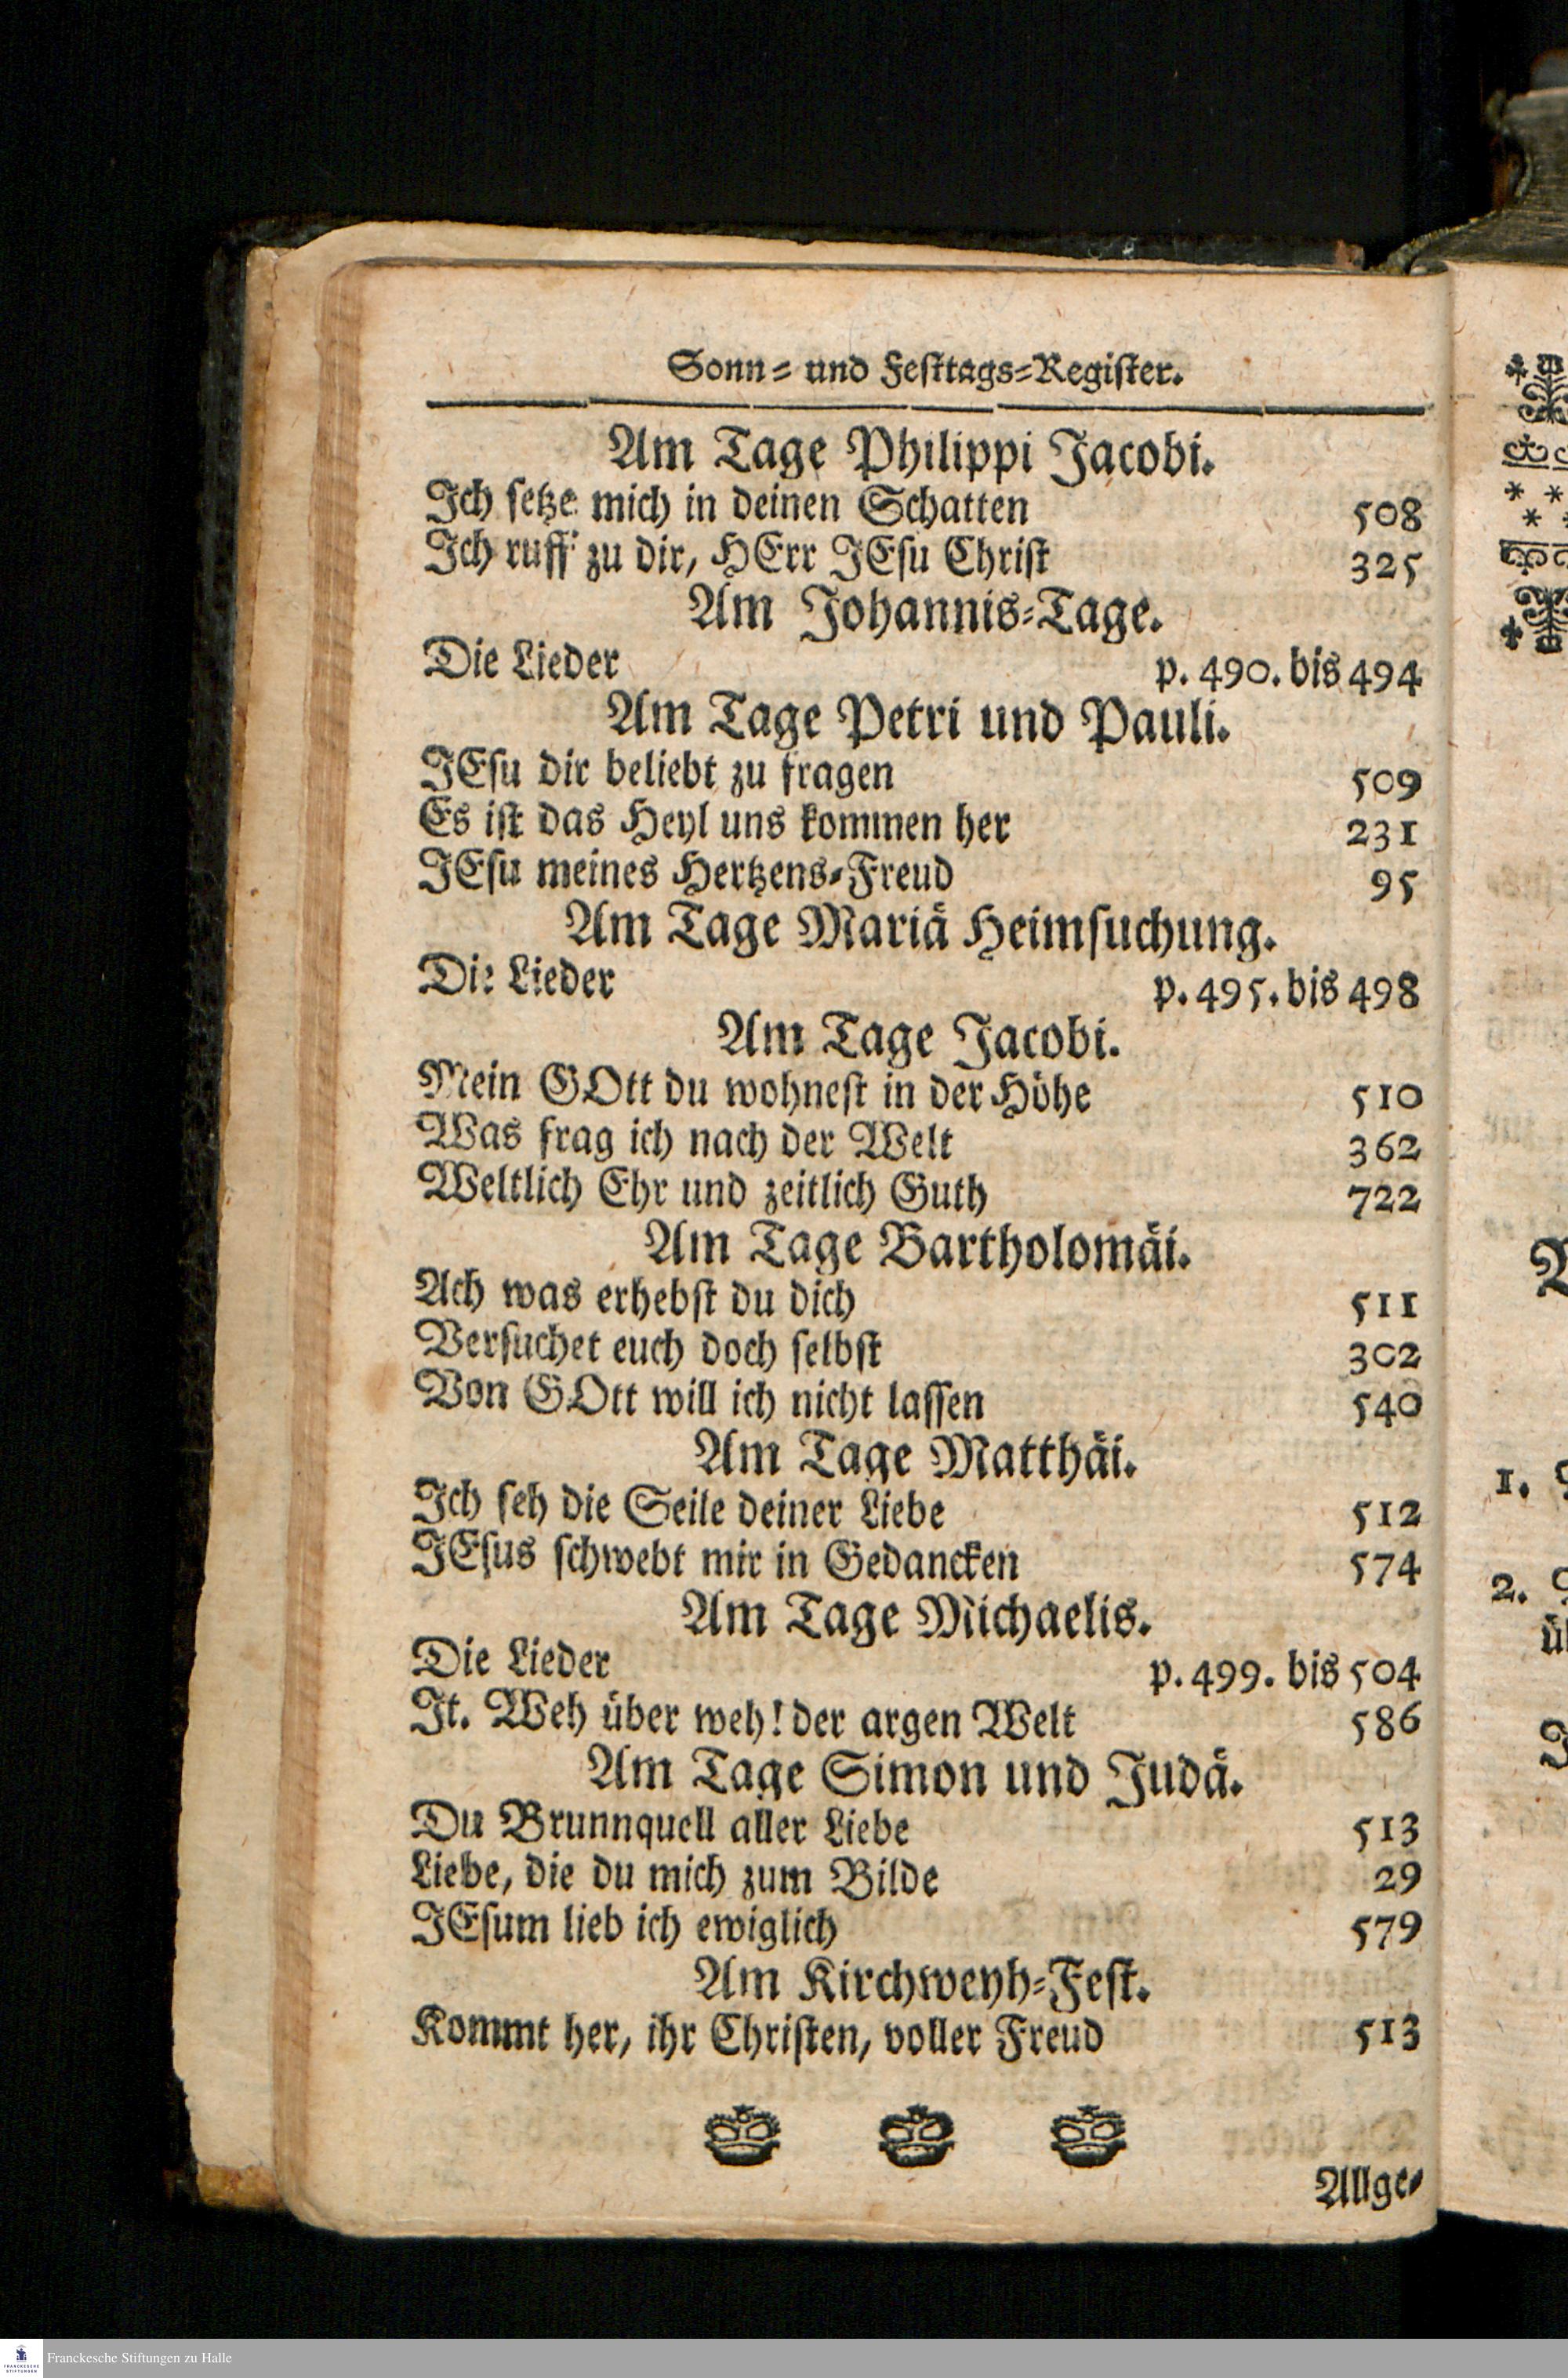 Sonn- und Festtags-Register.
Am Tage Philippi Jacobi.
Ich setze mich in deinen Schatten 508
Ich ruff zu dir, HErr JEsu Christ 325
Am Johannis-Tage.
Die Lieder p. 490. bis 494
Am Tage Petri und Pauli.
JEsu dir beliebt zu fragen 509
Es ist das Heyl uns kommen her 231
JEsu meines Hertzens-Freud 95
Am Tage Mariä Heimsuchung.
Die Lieder p. 495. bis 498
Am Tage Jacobi.
Mein GOtt du wohnest in der Höhe 510
Was frag ich nach der Welt 362
Weltlich Ehr und zeitlich Guth 722
Am Tage Bartholomäi.
Ach was erhebst du dich 511
Versuchet euch doch selbst 302
Von GOtt will ich nicht lassen 540
Am Tage Matthäi.
Ich seh die Seile deiner Liebe 512
JEsus schwebt mir in Gedancken 574
Am Tage Michaelis.
Die Lieder p. 499. bis 504
It. Weh über weh! der argen Welt 586
Am Tage Simon und Judä.
Du Brunnquell aller Liebe 513
Liebe, die du mich zum Bilde 29
JEsum lieb ich ewiglich 579
Am Kirchweyh-Fest.
Kommt her, ihr Christen, voller Freud 513
Allge-
1.
2.
Franckesche Stiftungen zu Halle